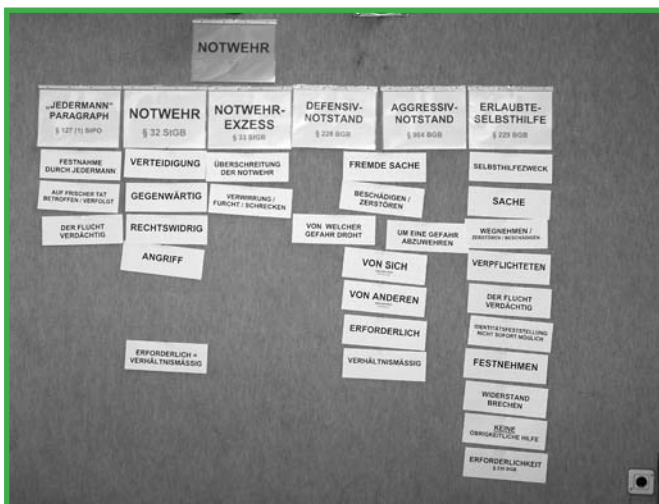 NOTWEHR
„JEDERMANN"
PARAGRAPH
§ 127 (1) StPO
FESTNAHME
DURCH JEDERMANN
AUF FRISCHER TAT
BETROFFEN / VERFOLGT
DER FLUCHT
VERDÄCHTIG
NOTWEHR
§ 32 StGB
VERTEIDIGUNG
GEGENWÄRTIG
RECHTSWIDRIG
ANGRIFF
ERFORDERLICH =
VERHÄLTNISMÄSSIG
NOTWEHR-
EXZESS
§ 33 StGB
ÜBERSCHREITUNG
DER NOTWEHR
VERWIRRUNG /
FURCHT / SCHRECKEN
DEFENSIV-
NOTSTAND
§ 228 BGB
AGGRESSIV-
NOTSTAND
§ 904 BGB
FREMDE SACHE
BESCHÄDIGEN /
ZERSTÖREN
VON WELCHER
GEFAHR DROHT
UM EINE GEFAHR
ABZUWEHREN
VON SICH
VON ANDEREN
ERFORDERLICH
VERHÄLTNISMÄSSIG
ERLAUBTE-
SELBSTHILFE
§ 229 BGB
SELBSTHILFEZWECK
SACHE
WEGNEHMEN /
ZERSTÖREN / BESCHÄDIGEN
VERPFLICHTETEN
DER FLUCHT
VERDÄCHTIG
IDENTITÄTSFESTSTELLUNG
NICHT SOFORT MÖGLICH
FESTNEHMEN
WIDERSTAND
BRECHEN
KEINE
OBRIGKEITLICHE HILFE
ERFORDERLICHKEIT
§ 230 BGB